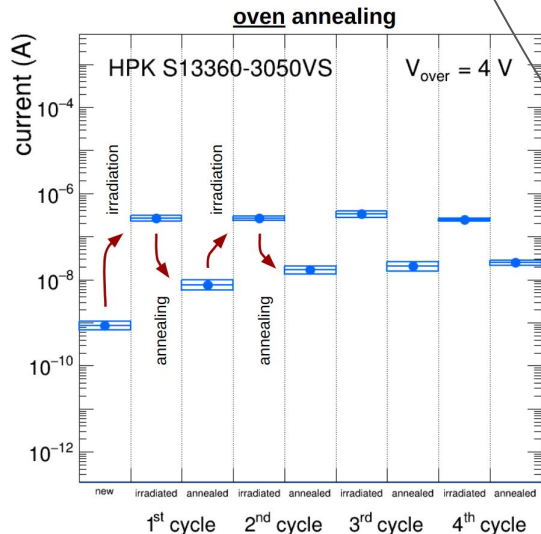 oven annealing
current (A)
HPK S13360-3050VS
V_over = 4 V
10⁻⁴
10⁻⁶
10⁻⁸
10⁻¹⁰
10⁻¹²
irradiation
annealing
irradiation
annealing
new irradiated annealed irradiated annealed irradiated annealed irradiated annealed
1ˢᵗ cycle 2ⁿᵈ cycle 3ʳᵈ cycle 4ᵗʰ cycle